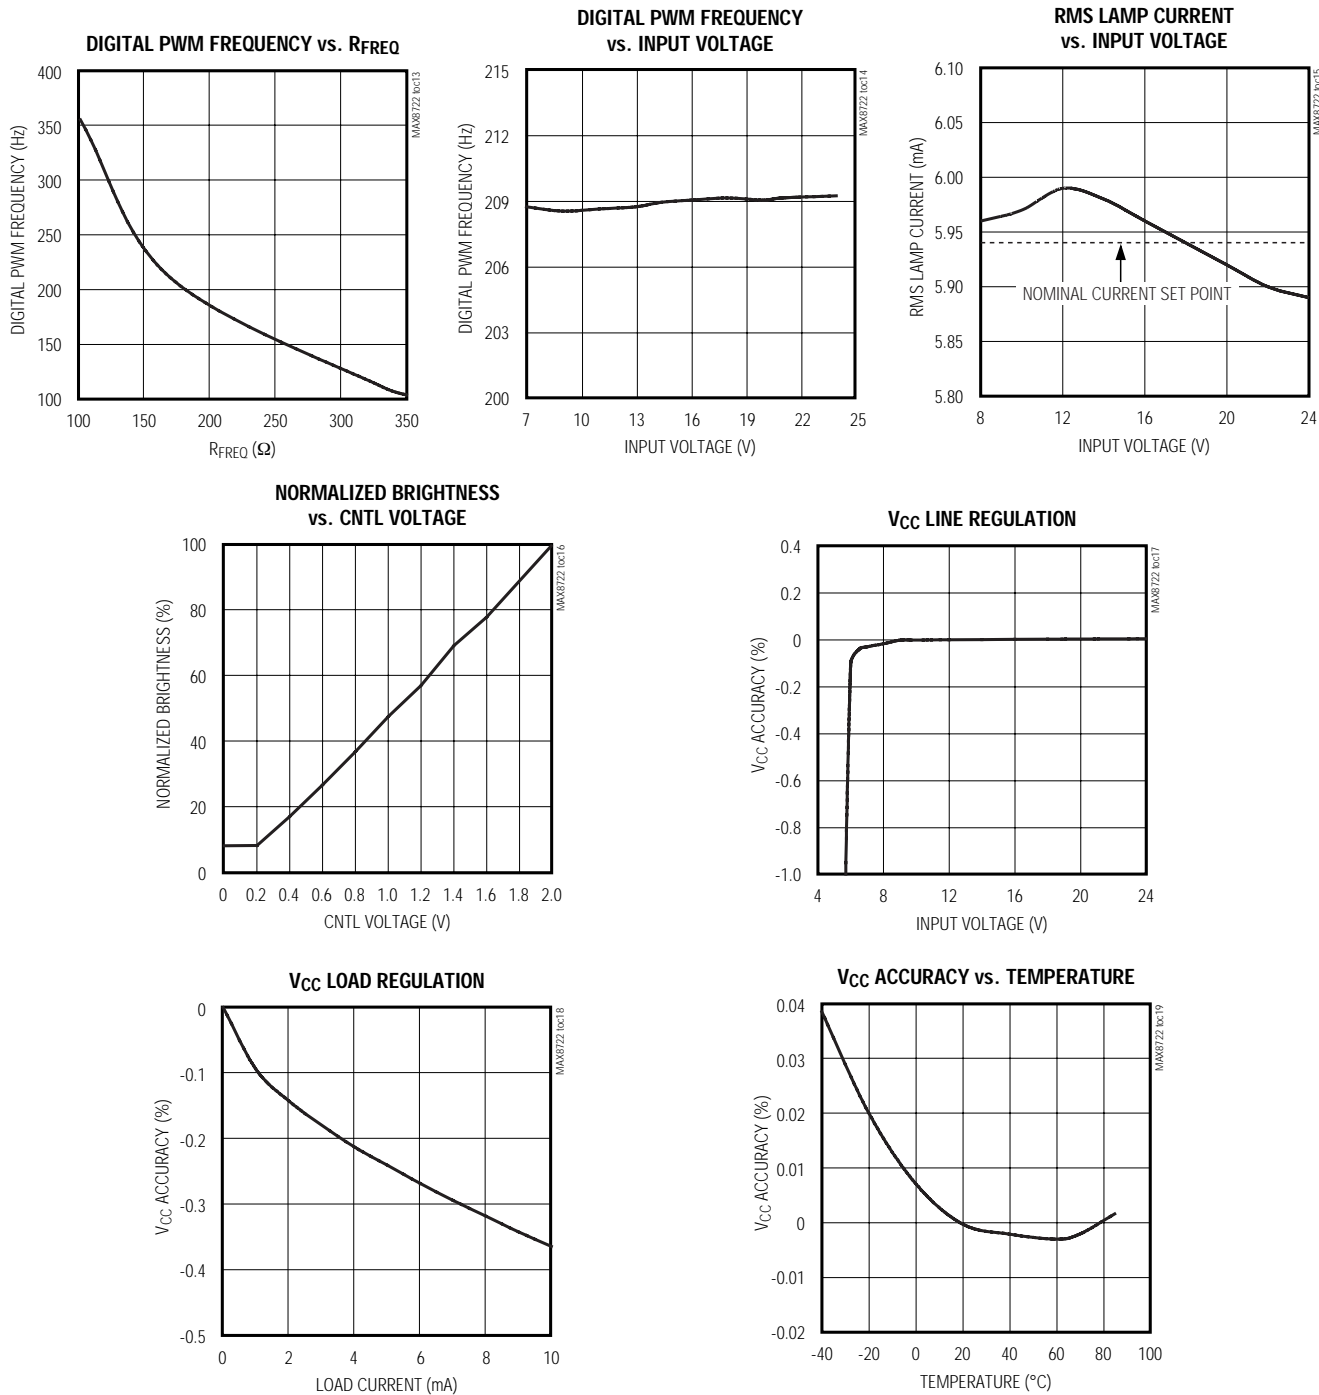 DIGITAL PWM FREQUENCY vs. RFREQ
400
350
300
250
200
150
100
DIGITAL PWM FREQUENCY (Hz)
100 150 200 250 300 350
RFREQ (Ω)
MAX8722 toc13
DIGITAL PWM FREQUENCY
vs. INPUT VOLTAGE
215
212
209
206
203
200
DIGITAL PWM FREQUENCY (Hz)
7 10 13 16 19 22 25
INPUT VOLTAGE (V)
MAX8722 toc14
RMS LAMP CURRENT
vs. INPUT VOLTAGE
6.10
6.05
6.00
5.95
5.90
5.85
5.80
RMS LAMP CURRENT (mA)
NOMINAL CURRENT SET POINT
8 12 16 20 24
INPUT VOLTAGE (V)
MAX8722 toc15
NORMALIZED BRIGHTNESS
vs. CNTL VOLTAGE
100
80
60
40
20
0
NORMALIZED BRIGHTNESS (%)
0 0.2 0.4 0.6 0.8 1.0 1.2 1.4 1.6 1.8 2.0
CNTL VOLTAGE (V)
MAX8722 toc16
VCC LINE REGULATION
0.4
0.2
0
-0.2
-0.4
-0.6
-0.8
-1.0
VCC ACCURACY (%)
4 8 12 16 20 24
INPUT VOLTAGE (V)
MAX8722 toc17
VCC LOAD REGULATION
0
-0.1
-0.2
-0.3
-0.4
-0.5
VCC ACCURACY (%)
0 2 4 6 8 10
LOAD CURRENT (mA)
MAX8722 toc18
VCC ACCURACY vs. TEMPERATURE
0.04
0.03
0.02
0.01
0
-0.01
-0.02
VCC ACCURACY (%)
-40 -20 0 20 40 60 80 100
TEMPERATURE (°C)
MAX8722 toc19